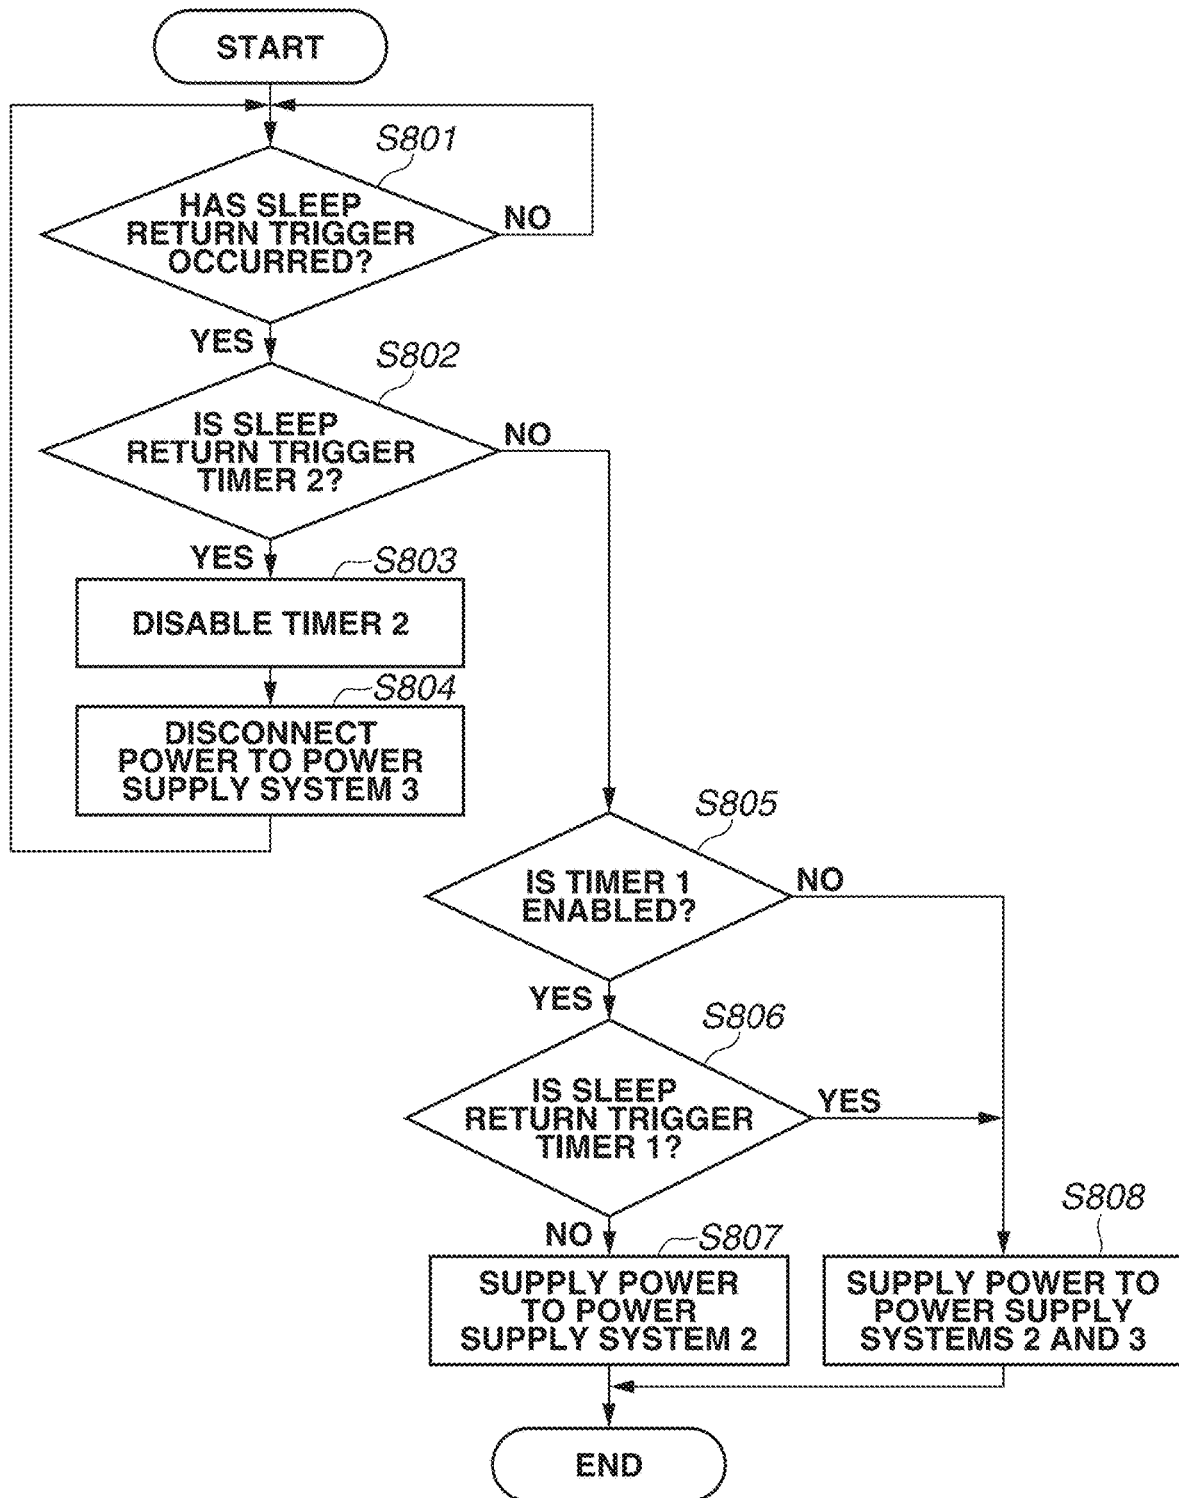 START
S801
HAS SLEEP
RETURN TRIGGER
OCCURRED?
NO
YES
S802
IS SLEEP
RETURN TRIGGER
TIMER 2?
NO
YES
S803
DISABLE TIMER 2
S804
DISCONNECT
POWER TO POWER
SUPPLY SYSTEM 3
S805
IS TIMER 1
ENABLED?
NO
YES
S806
IS SLEEP
RETURN TRIGGER
TIMER 1?
YES
NO
S807
SUPPLY POWER
TO POWER
SUPPLY SYSTEM 2
S808
SUPPLY POWER TO
POWER SUPPLY
SYSTEMS 2 AND 3
END